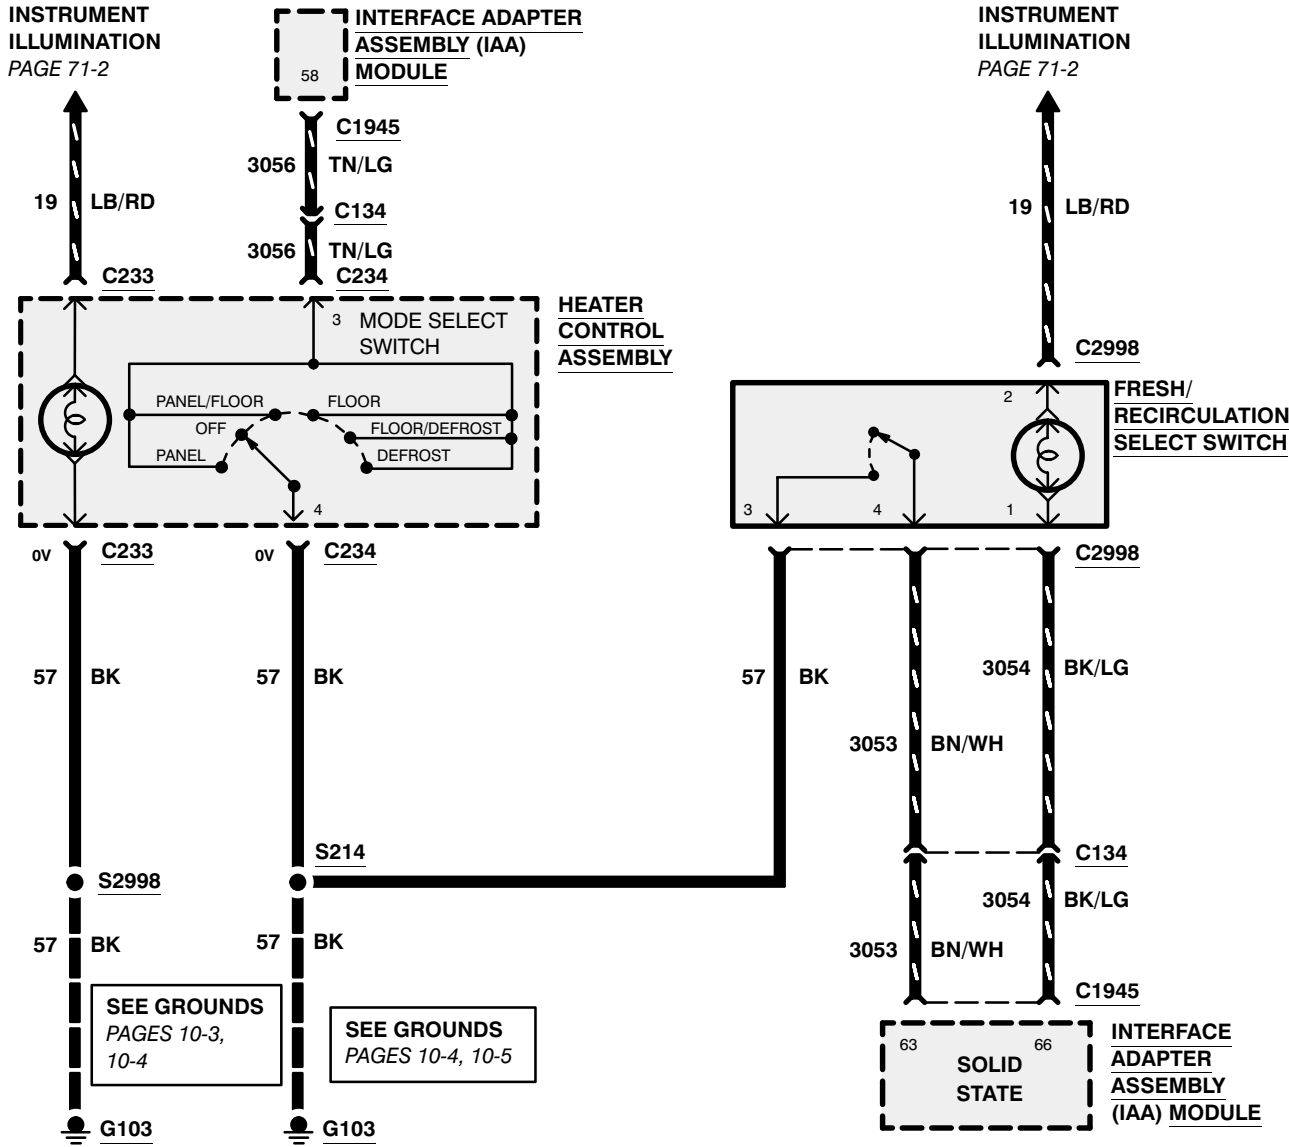 INSTRUMENT
ILLUMINATION
PAGE 71-2
58
INTERFACE ADAPTER
ASSEMBLY (IAA)
MODULE
INSTRUMENT
ILLUMINATION
PAGE 71-2
C1945
3056 TN/LG
19 LB/RD
C134
3056 TN/LG
C233
C234
19 LB/RD
C2998
HEATER
CONTROL
ASSEMBLY
3 MODE SELECT
SWITCH
PANEL/FLOOR
FLOOR
OFF
FLOOR/DEFROST
PANEL
DEFROST
4
2
FRESH/
RECIRCULATION
SELECT SWITCH
3
4
1
0V
C233
0V
C234
C2998
57 BK
57 BK
57 BK
3054 BK/LG
3053 BN/WH
S214
S2998
C134
3054 BK/LG
57 BK
57 BK
3053 BN/WH
C1945
SEE GROUNDS
PAGES 10-3,
10-4
SEE GROUNDS
PAGES 10-4, 10-5
63
66
SOLID
STATE
INTERFACE
ADAPTER
ASSEMBLY
(IAA) MODULE
G103
G103